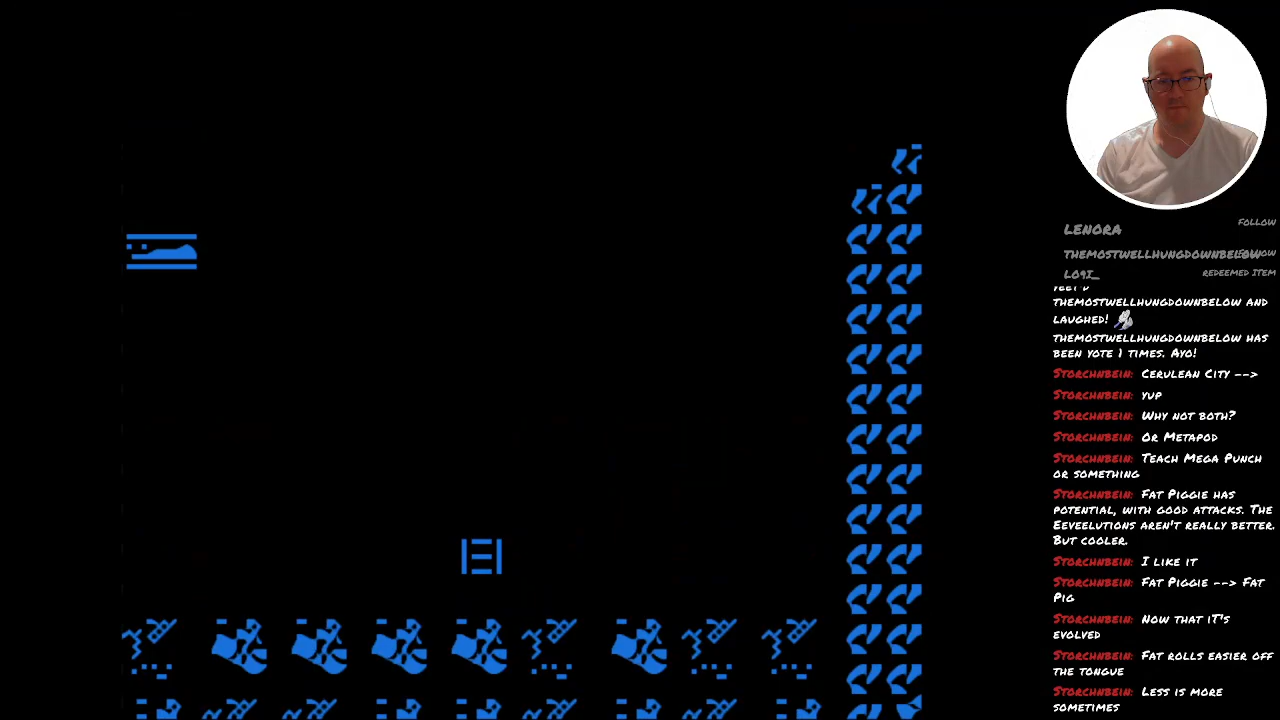 LENORA
FOLLOW
THEMOSTWELLHUNGDOWNBELOW
LO9I_
REDEEMED ITEM
THEMOSTWELLHUNGDOWNBELOW AND
LAUGHED!
THEMOSTWELLHUNGDOWNBELOW HAS
BEEN YOTE 1 TIMES. AYO!
STORCHNBEIN: CERULEAN CITY -->
STORCHNBEIN: YUP
STORCHNBEIN: WHY NOT BOTH?
STORCHNBEIN: OR METAPOD
STORCHNBEIN: TEACH MEGA PUNCH
OR SOMETHING
STORCHNBEIN: FAT PIGGIE HAS
POTENTIAL, WITH GOOD ATTACKS. THE
EEVEELUTIONS AREN'T REALLY BETTER.
BUT COOLER.
STORCHNBEIN: I LIKE IT
STORCHNBEIN: FAT PIGGIE --> FAT
PIG
STORCHNBEIN: NOW THAT IT'S
EVOLVED
STORCHNBEIN: FAT ROLLS EASIER OFF
THE TONGUE
STORCHNBEIN: LESS IS MORE
SOMETIMES